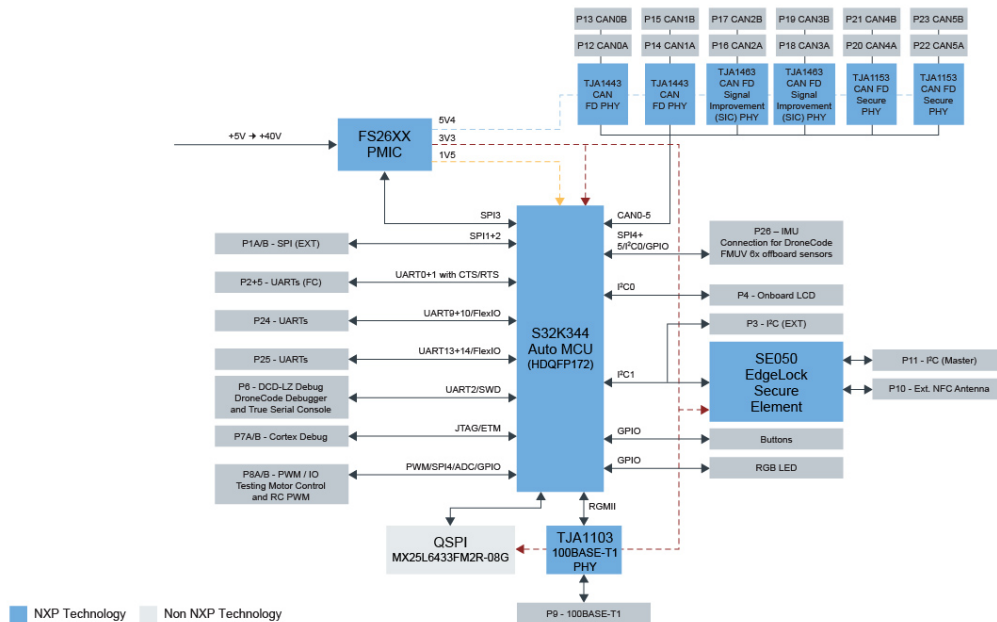 P13 CAN0B
P15 CAN1B
P17 CAN2B
P19 CAN3B
P21 CAN4B
P23 CAN5B
P12 CAN0A
P14 CAN1A
P16 CAN2A
P18 CAN3A
P20 CAN4A
P22 CAN5A
TJA1443
CAN
FD PHY
TJA1443
CAN
FD PHY
TJA1463
CAN FD
Signal
Improvement
(SIC) PHY
TJA1463
CAN FD
Signal
Improvement
(SIC) PHY
TJA1153
CAN FD
Secure
PHY
TJA1153
CAN FD
Secure
PHY
+5V → +40V
FS26XX
PMIC
5V4
3V3
1V5
SPI3
SPI1+2
UART0+1 with CTS/RTS
UART9+10/FlexIO
UART13+14/FlexIO
UART2/SWD
JTAG/ETM
PWM/SPI4/ADC/GPIO
P1A/B - SPI (EXT)
P2+5 - UARTs (FC)
P24 - UARTs
P25 - UARTs
P6 - DCD-LZ Debug
DroneCode Debugger
and True Serial Console
P7A/B - Cortex Debug
P8A/B - PWM / IO
Testing Motor Control
and RC PWM
S32K344
Auto MCU
(HDQFP172)
CAN0-5
SPI4+
5/I²C0/GPIO
I²C0
I²C1
GPIO
GPIO
RGMII
P26 – IMU
Connection for DroneCode
FMUV 6x offboard sensors
P4 - Onboard LCD
P3 - I²C (EXT)
SE050
EdgeLock
Secure
Element
P11 - I²C (Master)
P10 - Ext. NFC Antenna
Buttons
RGB LED
QSPI
MX25L6433FM2R-08G
TJA1103
100BASE-T1
PHY
P9 - 100BASE-T1
NXP Technology
Non NXP Technology